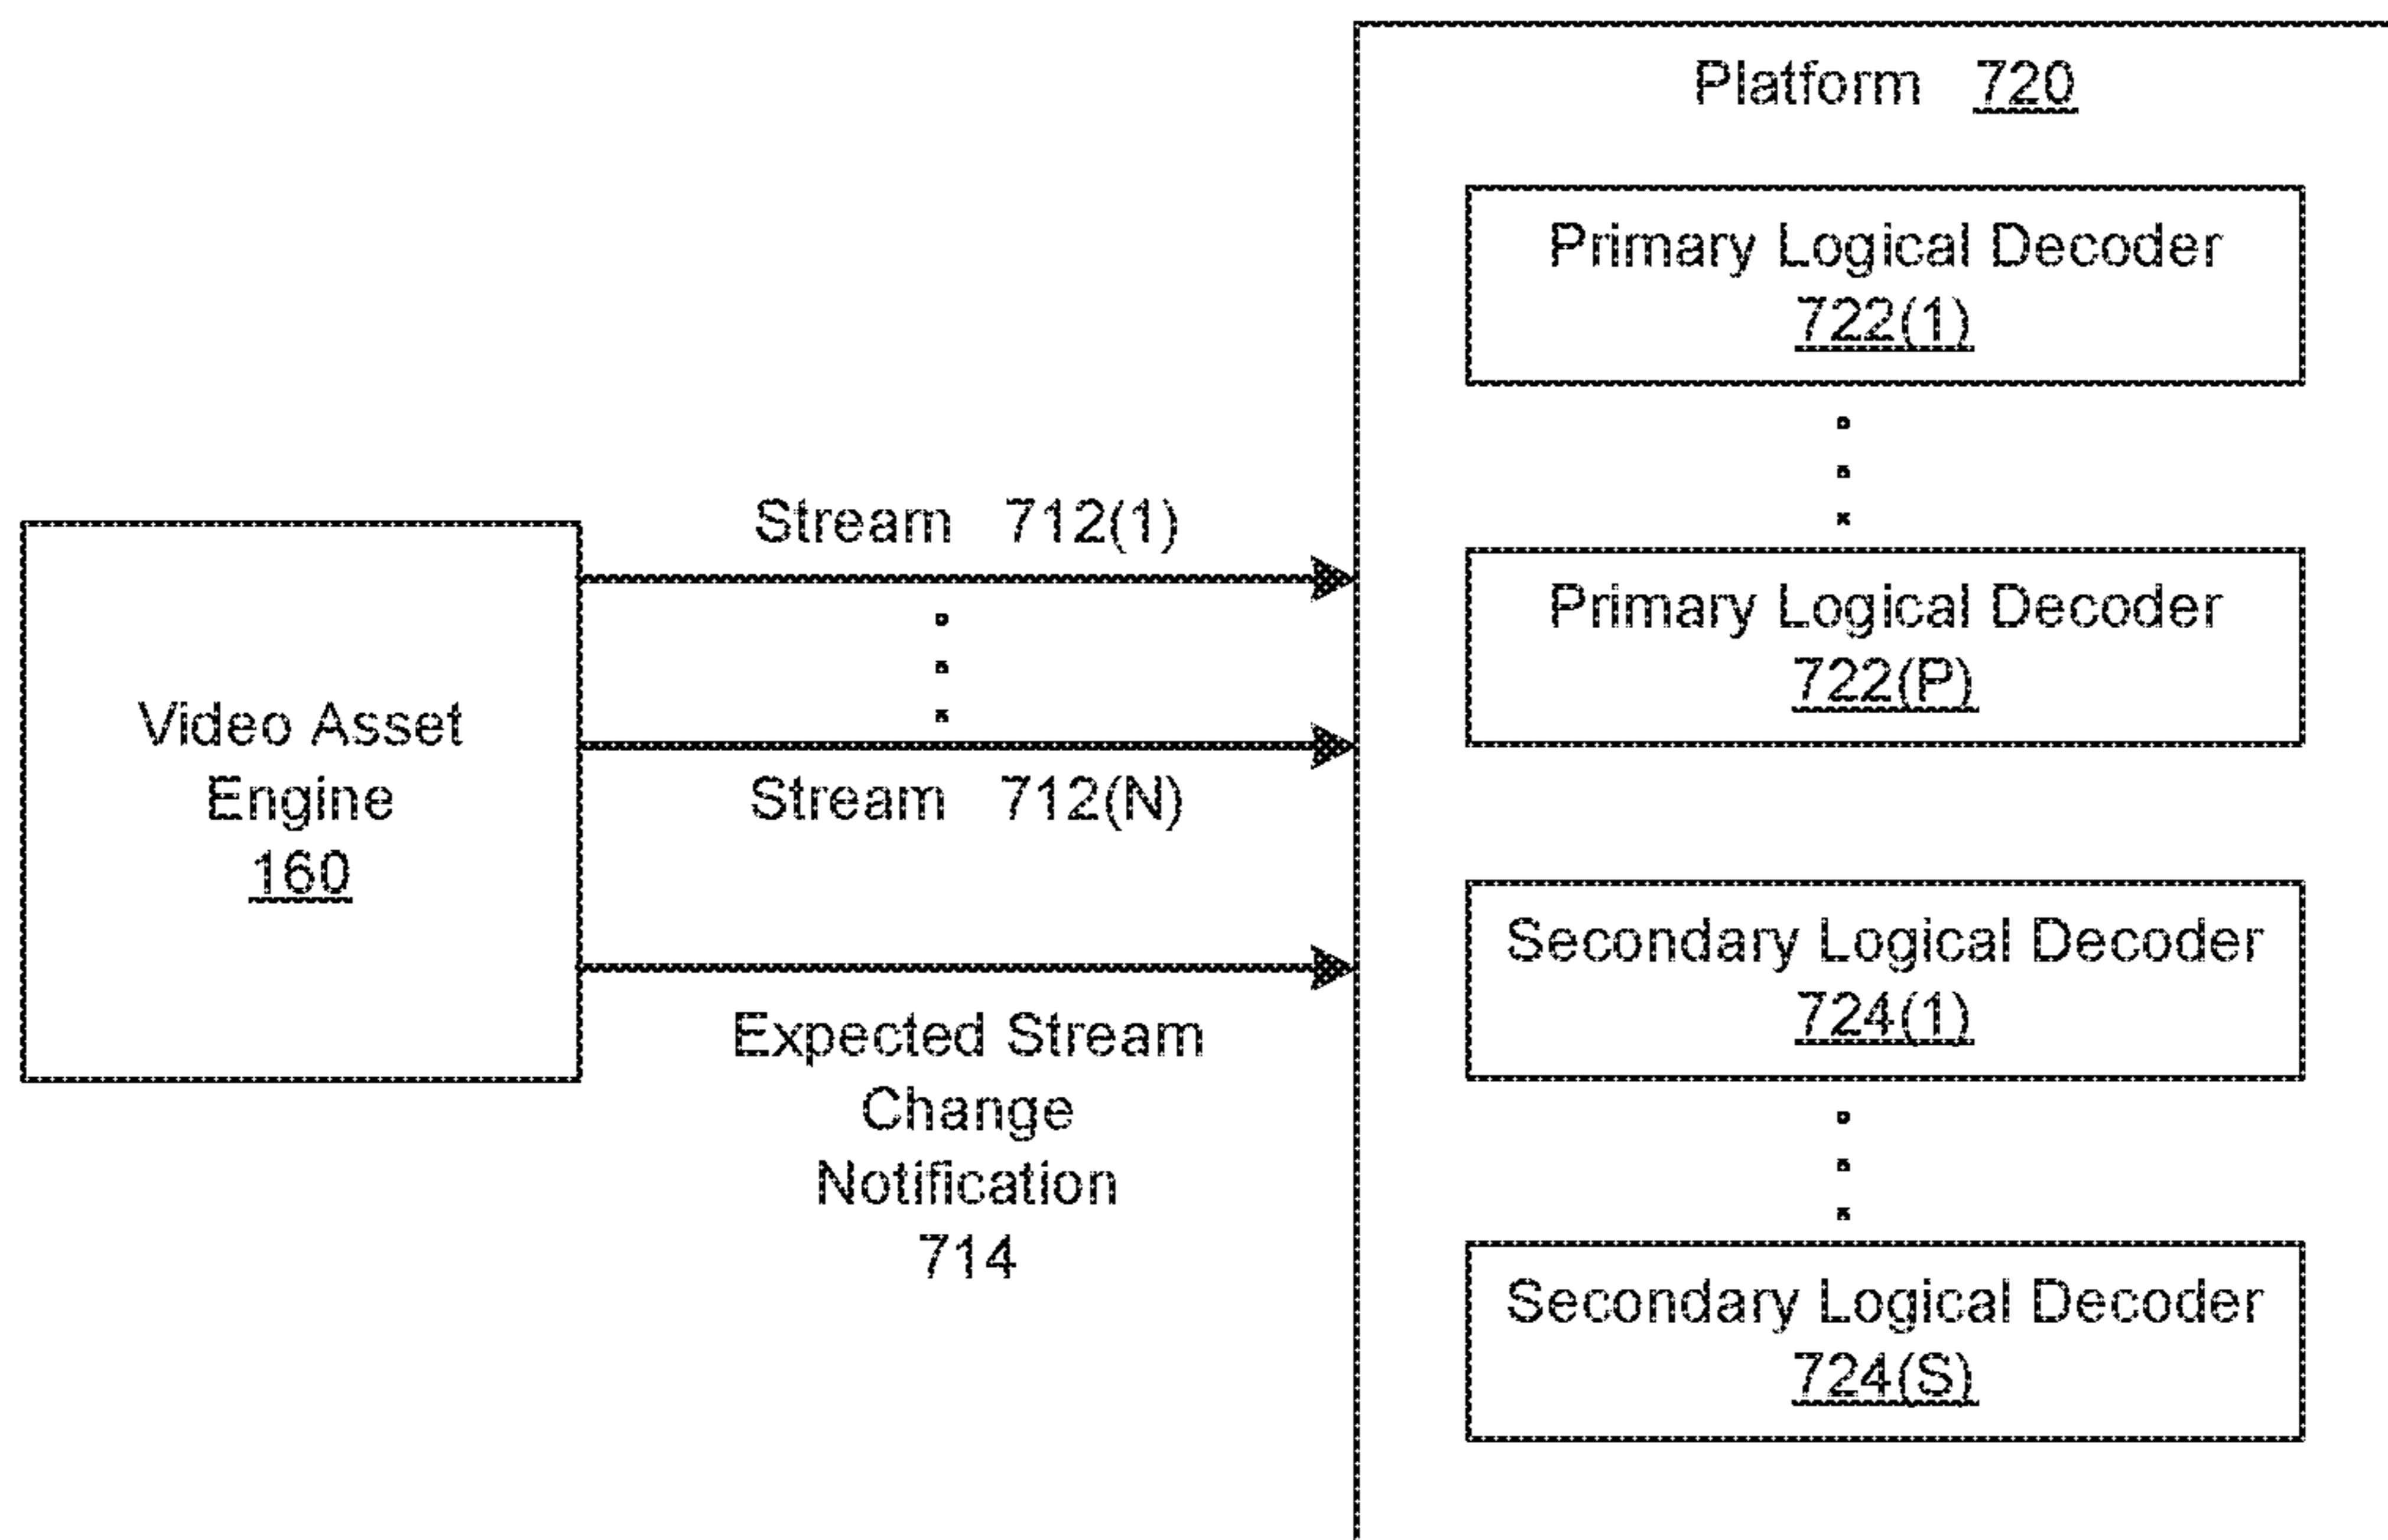 Platform 720
Primary Logical Decoder
722(1)
Primary Logical Decoder
722(P)
Secondary Logical Decoder
724(1)
Secondary Logical Decoder
724(S)
Stream 712(1)
Stream 712(N)
Expected Stream
Change
Notification
714
Video Asset
Engine
160